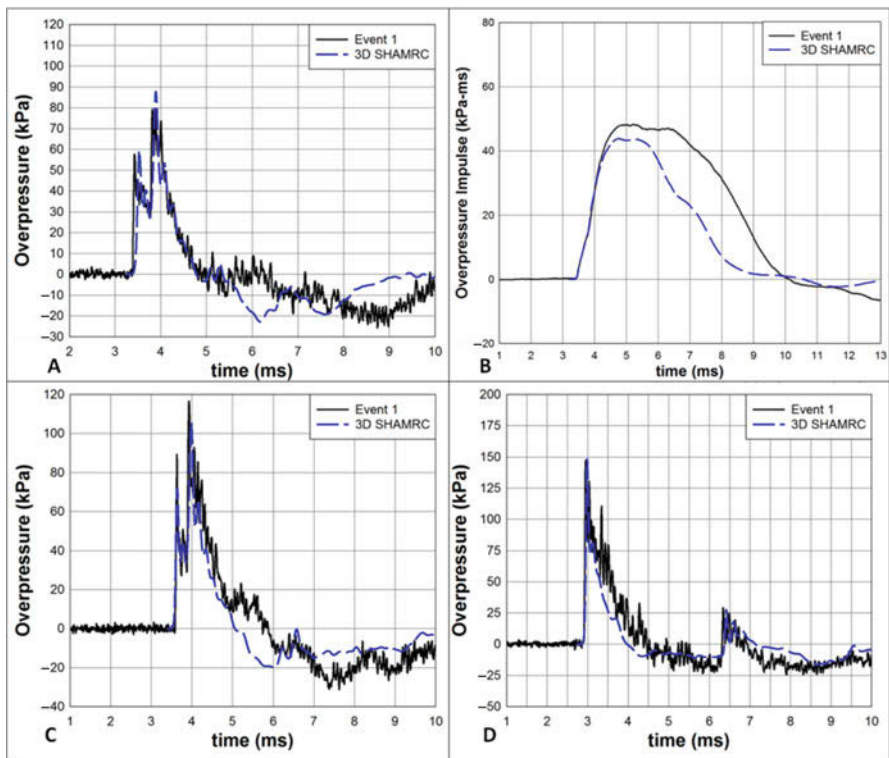 120
110
100
90
80
70
60
50
40
30
20
10
0
−10
−20
−30
Overpressure (kPa)
Event 1
3D SHAMRC
A
2 3 4 5 6 7 8 9 10
time (ms)
80
60
40
20
0
−20
Overpressure Impulse (kPa-ms)
Event 1
3D SHAMRC
B
1 2 3 4 5 6 7 8 9 10 11 12 13
time (ms)
120
100
80
60
40
20
0
−20
−40
Overpressure (kPa)
Event 1
3D SHAMRC
C
1 2 3 4 5 6 7 8 9 10
time (ms)
200
175
150
125
100
75
50
25
0
−25
−50
Overpressure (kPa)
Event 1
3D SHAMRC
D
1 2 3 4 5 6 7 8 9 10
time (ms)